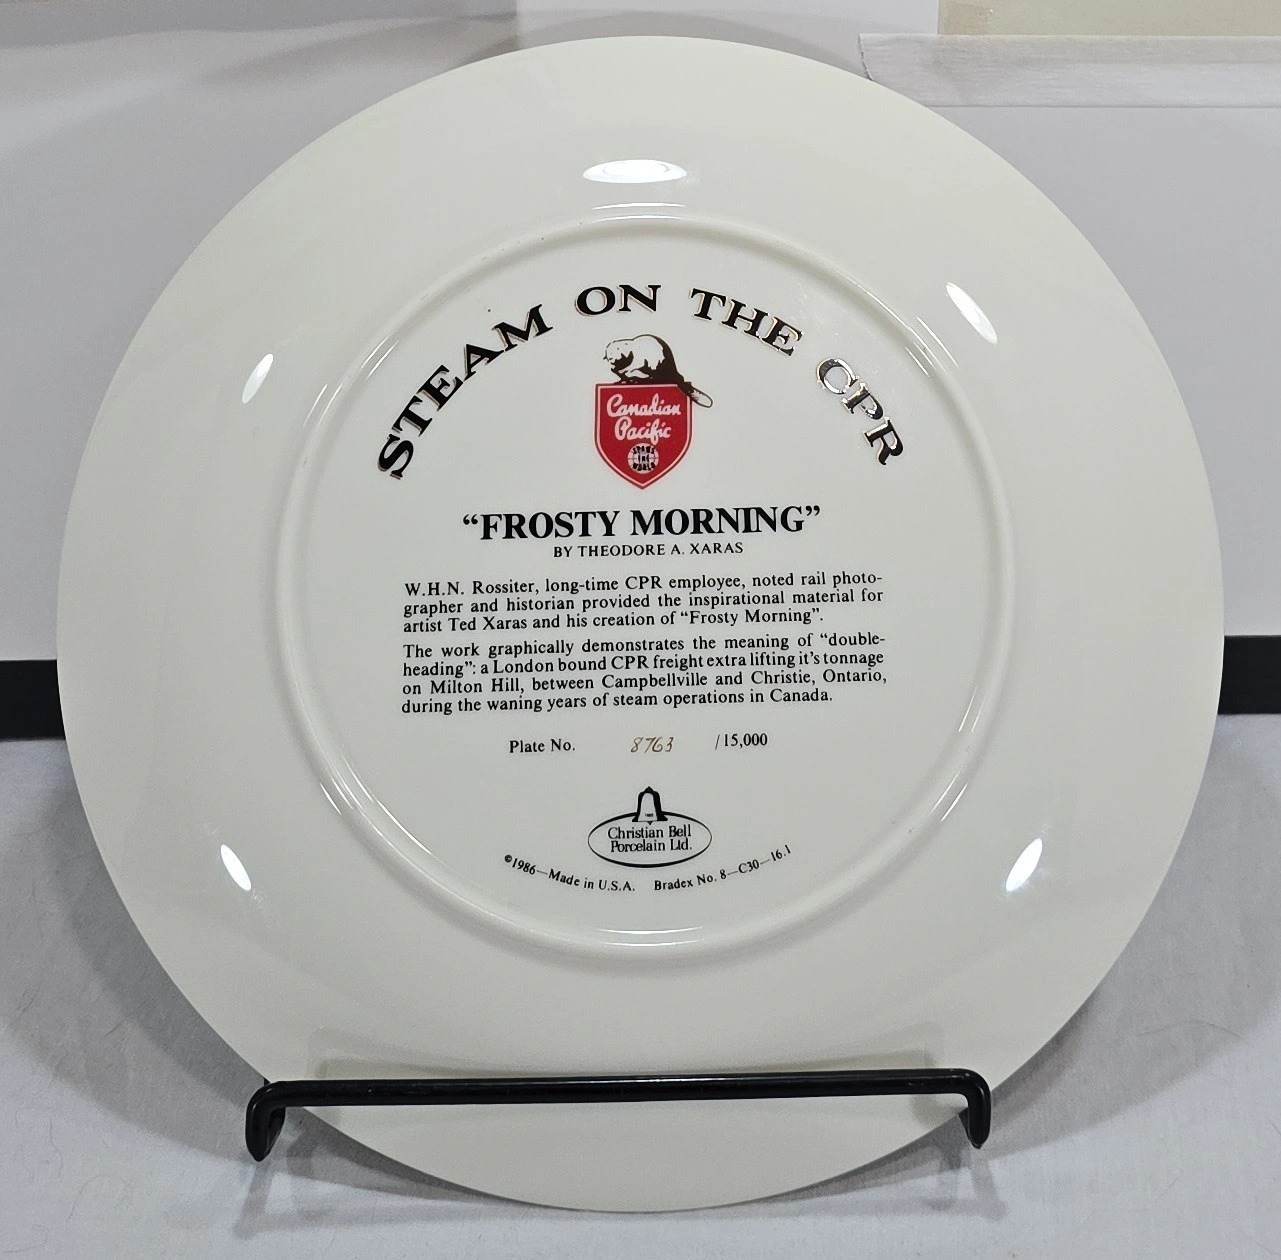 STEAM ON THE CPR
Canadian
Pacific
SPANS
THE
WORLD
“FROSTY MORNING”
BY THEODORE A. XARAS
W.H.N. Rossiter, long-time CPR employee, noted rail photo-
grapher and historian provided the inspirational material for
artist Ted Xaras and his creation of “Frosty Morning”.
The work graphically demonstrates the meaning of “double-
heading”: a London bound CPR freight extra lifting it’s tonnage
on Milton Hill, between Campbellville and Christie, Ontario,
during the waning years of steam operations in Canada.
Plate No. 8763 /15,000
Christian Bell
Porcelain Ltd.
©1986—Made in U.S.A. Bradex No. 8—C30—16.1